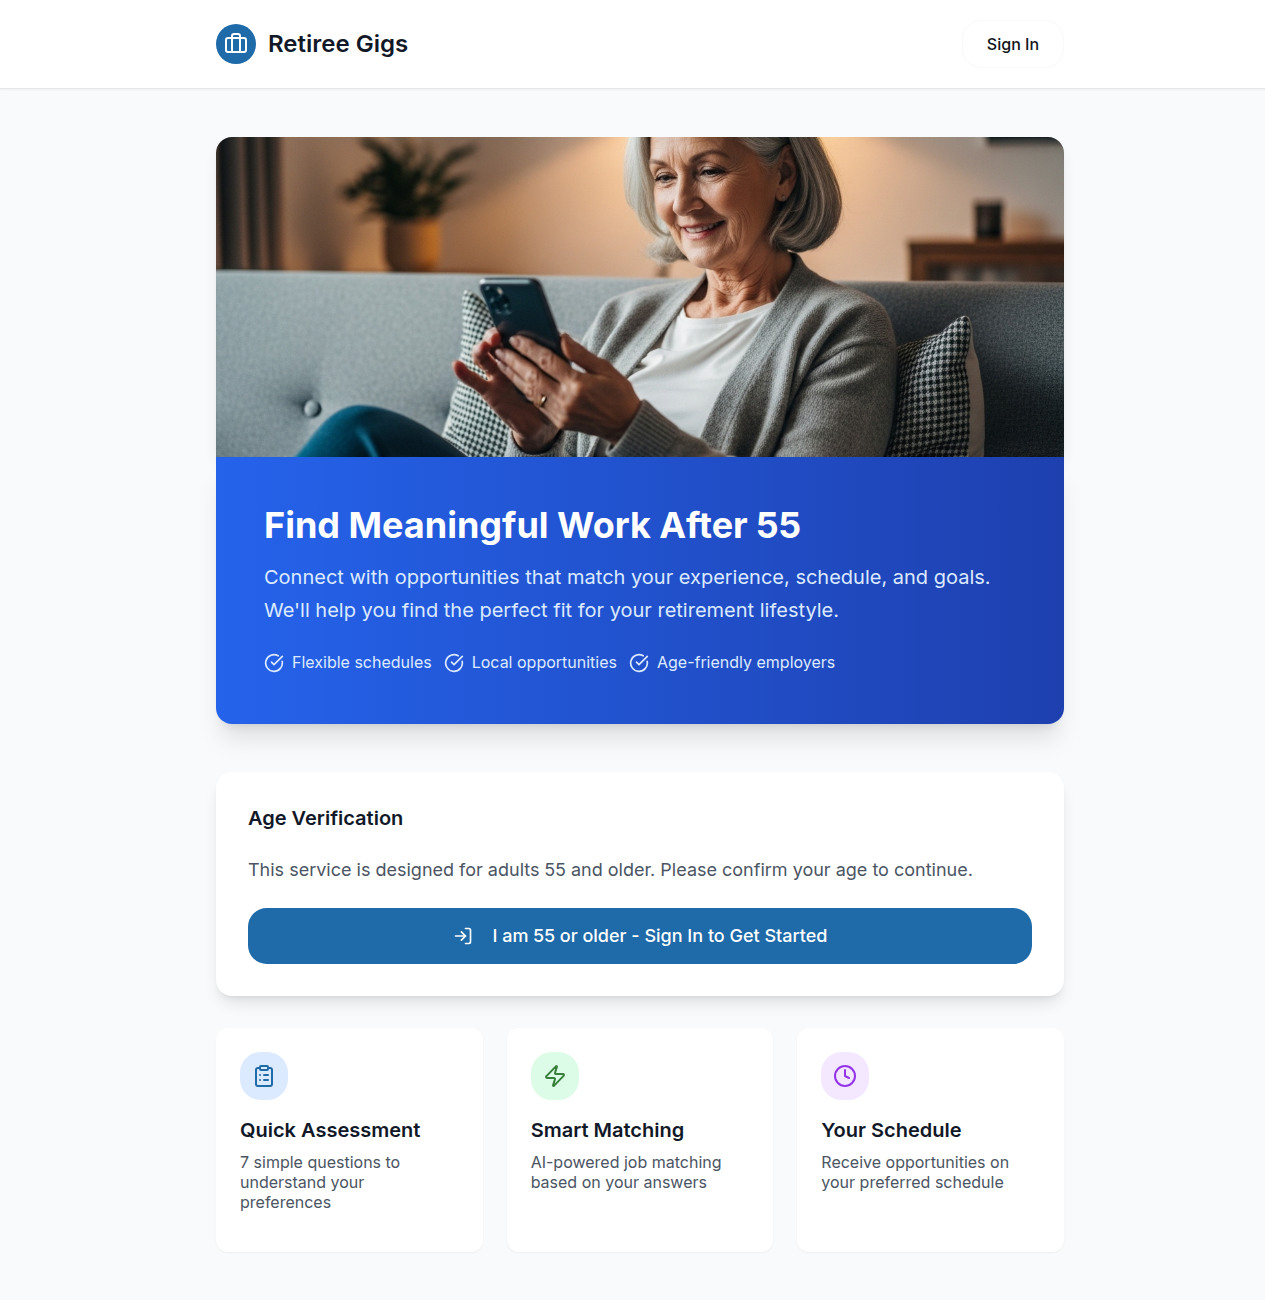 Retiree Gigs
Sign In
Find Meaningful Work After 55
Connect with opportunities that match your experience, schedule, and goals.
We'll help you find the perfect fit for your retirement lifestyle.
Flexible schedules
Local opportunities
Age-friendly employers
Age Verification
This service is designed for adults 55 and older. Please confirm your age to continue.
I am 55 or older - Sign In to Get Started
Quick Assessment
7 simple questions to
understand your
preferences
Smart Matching
AI-powered job matching
based on your answers
Your Schedule
Receive opportunities on
your preferred schedule